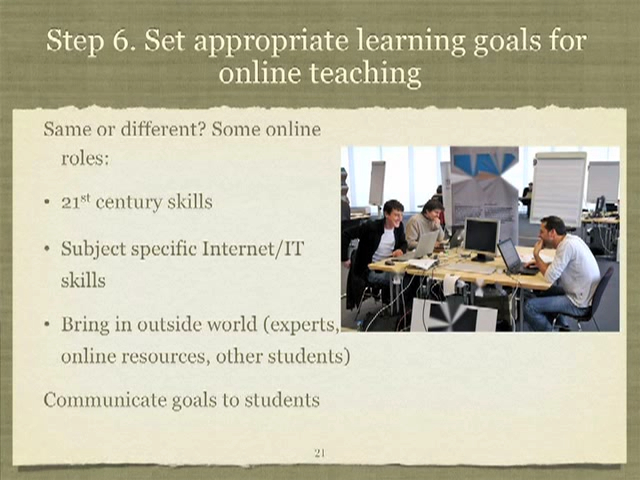 Step 6. Set appropriate learning goals for
online teaching
Same or different? Some online
roles:
• 21st century skills
• Subject specific Internet/IT
skills
• Bring in outside world (experts,
online resources, other students)
Communicate goals to students
21